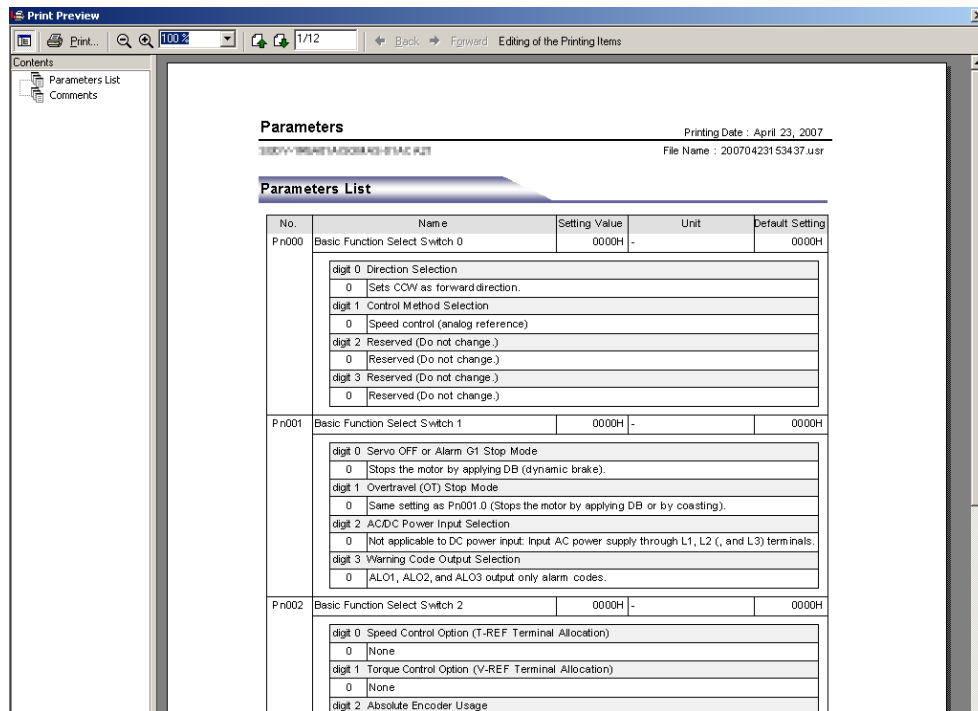 Print Preview
Print... 100 % 1/12 Back Forward Editing of the Printing Items
Contents
Parameters List
Comments
Parameters
Printing Date : April 23, 2007
File Name : 20070423153437.usr
Parameters List
No. Name Setting Value Unit Default Setting
Pn000 Basic Function Select Switch 0 0000H - 0000H
digit 0 Direction Selection
0 Sets CCW as forward direction.
digit 1 Control Method Selection
0 Speed control (analog reference)
digit 2 Reserved (Do not change.)
0 Reserved (Do not change.)
digit 3 Reserved (Do not change.)
0 Reserved (Do not change.)
Pn001 Basic Function Select Switch 1 0000H - 0000H
digit 0 Servo OFF or Alarm G1 Stop Mode
0 Stops the motor by applying DB (dynamic brake).
digit 1 Overtravel (OT) Stop Mode
0 Same setting as Pn001.0 (Stops the motor by applying DB or by coasting).
digit 2 AC/DC Power Input Selection
0 Not applicable to DC power input: Input AC power supply through L1, L2 (, and L3) terminals.
digit 3 Warning Code Output Selection
0 ALO1, ALO2, and ALO3 output only alarm codes.
Pn002 Basic Function Select Switch 2 0000H - 0000H
digit 0 Speed Control Option (T-REF Terminal Allocation)
0 None
digit 1 Torque Control Option (V-REF Terminal Allocation)
0 None
digit 2 Absolute Encoder Usage